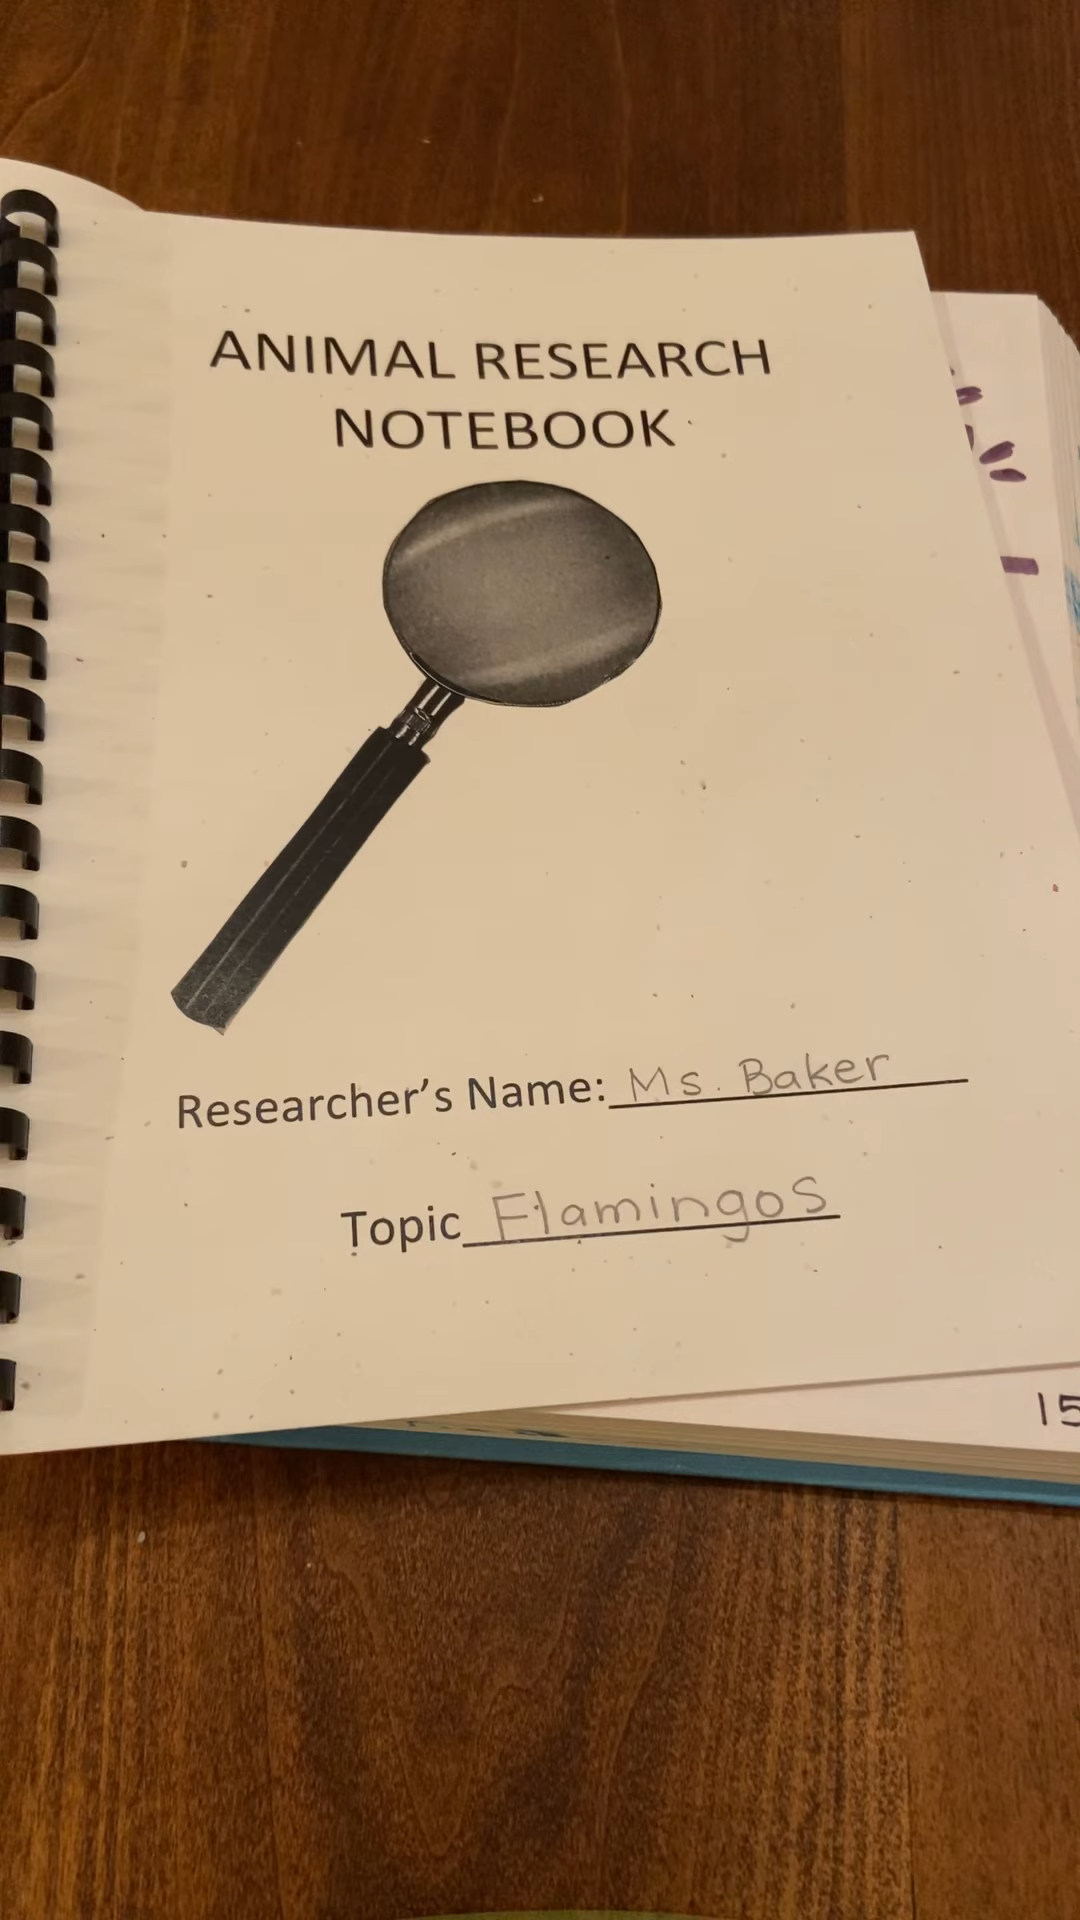 ANIMAL RESEARCH
NOTEBOOK
Researcher's Name: Ms. Baker
Topic Flamingos
15